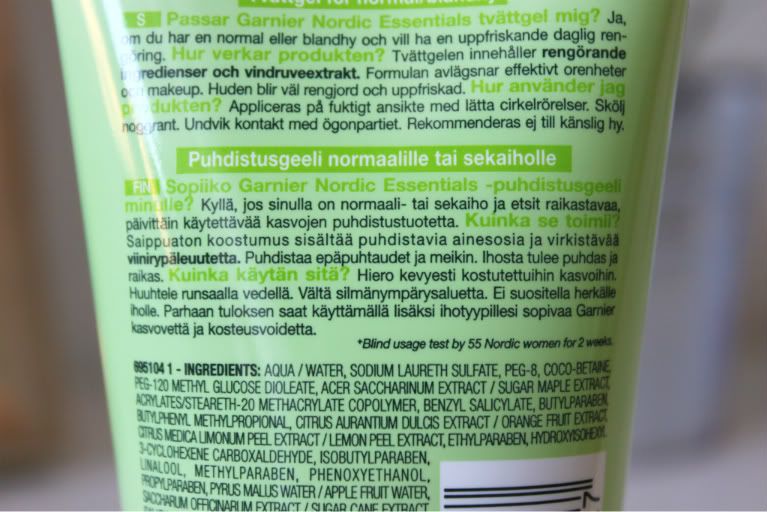 Tvättgel för normal/blandhy
S Passar Garnier Nordic Essentials tvättgel mig? Ja,
om du har en normal eller blandhy och vill ha en uppfriskande daglig ren-
göring. Hur verkar produkten? Tvättgelen innehåller rengörande
ingredienser och vindruveextrakt. Formulan avlägsnar effektivt orenheter
och makeup. Huden blir väl rengjord och uppfriskad. Hur använder jag
produkten? Appliceras på fuktigt ansikte med lätta cirkelrörelser. Skölj
noggrant. Undvik kontakt med ögonpartiet. Rekommenderas ej till känslig hy.
Puhdistusgeeli normaalille tai sekaiholle
FIN Sopiiko Garnier Nordic Essentials -puhdistusgeeli
minulle? Kyllä, jos sinulla on normaali- tai sekaiho ja etsit raikastavaa,
päivittäin käytettävää kasvojen puhdistustuotetta. Kuinka se toimii?
Saippuaton koostumus sisältää puhdistavia ainesosia ja virkistävää
viinirypäleuutetta. Puhdistaa epäpuhtaudet ja meikin. Ihosta tulee puhdas ja
raikas. Kuinka käytän sitä? Hiero kevyesti kostutettuihin kasvoihin.
Huuhtele runsaalla vedellä. Vältä silmänympärysaluetta. Ei suositella herkälle
iholle. Parhaan tuloksen saat käyttämällä lisäksi ihotyypillesi sopivaa Garnier
kasvovettä ja kosteusvoidetta.
*Blind usage test by 55 Nordic women for 2 weeks.
695104 1 - INGREDIENTS: AQUA / WATER, SODIUM LAURETH SULFATE, PEG-8, COCO-BETAINE,
PEG-120 METHYL GLUCOSE DIOLEATE, ACER SACCHARINUM EXTRACT / SUGAR MAPLE EXTRACT,
ACRYLATES/STEARETH-20 METHACRYLATE COPOLYMER, BENZYL SALICYLATE, BUTYLPARABEN,
BUTYLPHENYL METHYLPROPIONAL, CITRUS AURANTIUM DULCIS EXTRACT / ORANGE FRUIT EXTRACT,
CITRUS MEDICA LIMONUM PEEL EXTRACT / LEMON PEEL EXTRACT, ETHYLPARABEN, HYDROXYISOHEXYL
3-CYCLOHEXENE CARBOXALDEHYDE, ISOBUTYLPARABEN,
LINALOOL, METHYLPARABEN, PHENOXYETHANOL,
PROPYLPARABEN, PYRUS MALUS WATER / APPLE FRUIT WATER,
SACCHARUM OFFICINARUM EXTRACT / SUGAR CANE EXTRACT